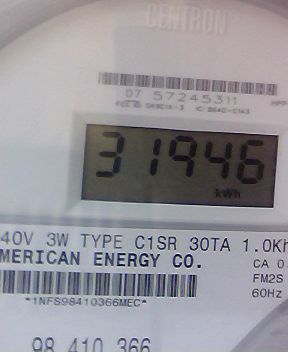 CENTRON
07 57245311
31946
kWh
40V 3W TYPE C1SR 30TA 1.0Kh
MERICAN ENERGY CO.
CA 0.
FM2S
60Hz
*1NFS98410366MEC*
98 410 366